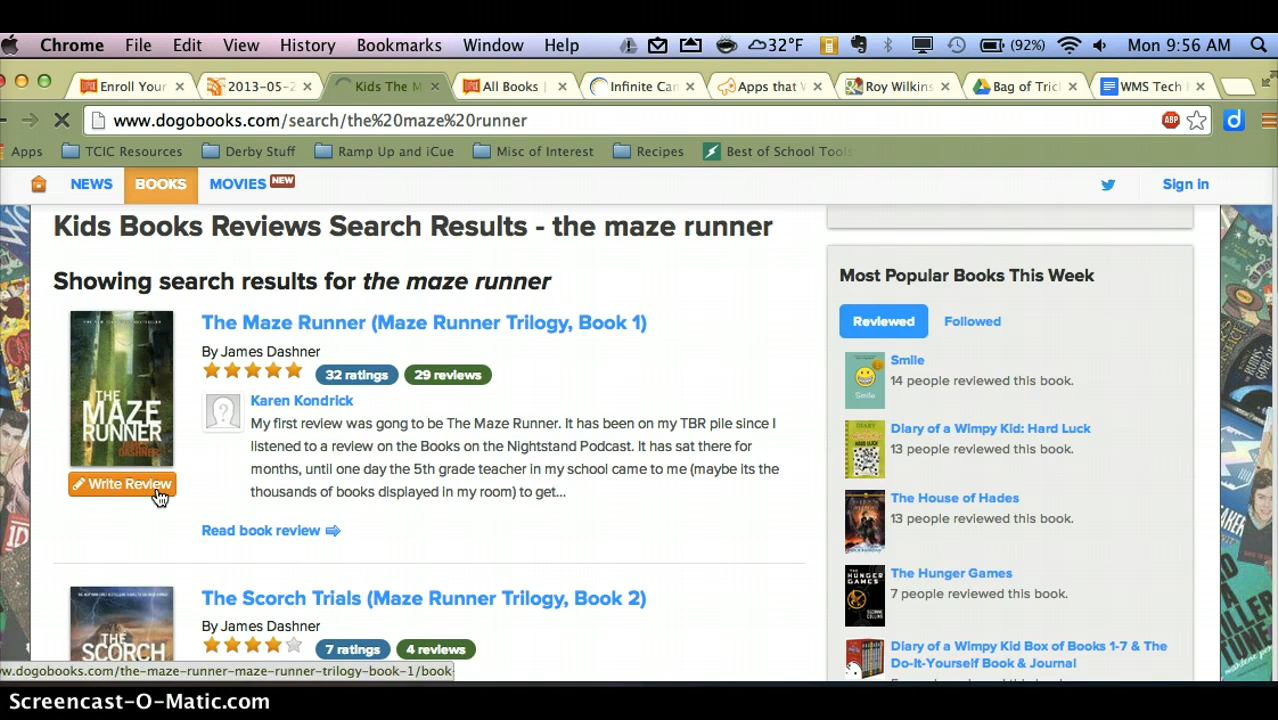 Chrome File Edit View History Bookmarks Window Help 32°F (92%) Mon 9:56 AM
Enroll Your 2013-05-2 Kids The M All Books | Infinite Can Apps that Roy Wilkins Bag of Tric WMS Tech
www.dogobooks.com/search/the%20maze%20runner ABP d
Apps TCIC Resources Derby Stuff Ramp Up and iCue Misc of Interest Recipes Best of School Tools
NEWS BOOKS MOVIES NEW Sign in
Kids Books Reviews Search Results - the maze runner
Showing search results for the maze runner
THE
MAZE
RUNNER
JAMES
DASHNER
Write Review
The Maze Runner (Maze Runner Trilogy, Book 1)
By James Dashner
32 ratings 29 reviews
Karen Kondrick
My first review was gong to be The Maze Runner. It has been on my TBR pile since I
listened to a review on the Books on the Nightstand Podcast. It has sat there for
months, until one day the 5th grade teacher in my school came to me (maybe its the
thousands of books displayed in my room) to get...
Read book review
THE
SCORCH
The Scorch Trials (Maze Runner Trilogy, Book 2)
By James Dashner
7 ratings 4 reviews
Most Popular Books This Week
Reviewed Followed
Smile
Smile
14 people reviewed this book.
Diary of a Wimpy Kid: Hard Luck
13 people reviewed this book.
The House of Hades
13 people reviewed this book.
THE
HUNGER
GAMES
The Hunger Games
7 people reviewed this book.
Diary of a Wimpy Kid Box of Books 1-7 & The
Do-It-Yourself Book & Journal
1D
w.dogobooks.com/the-maze-runner-maze-runner-trilogy-book-1/book-
Screencast-O-Matic.com